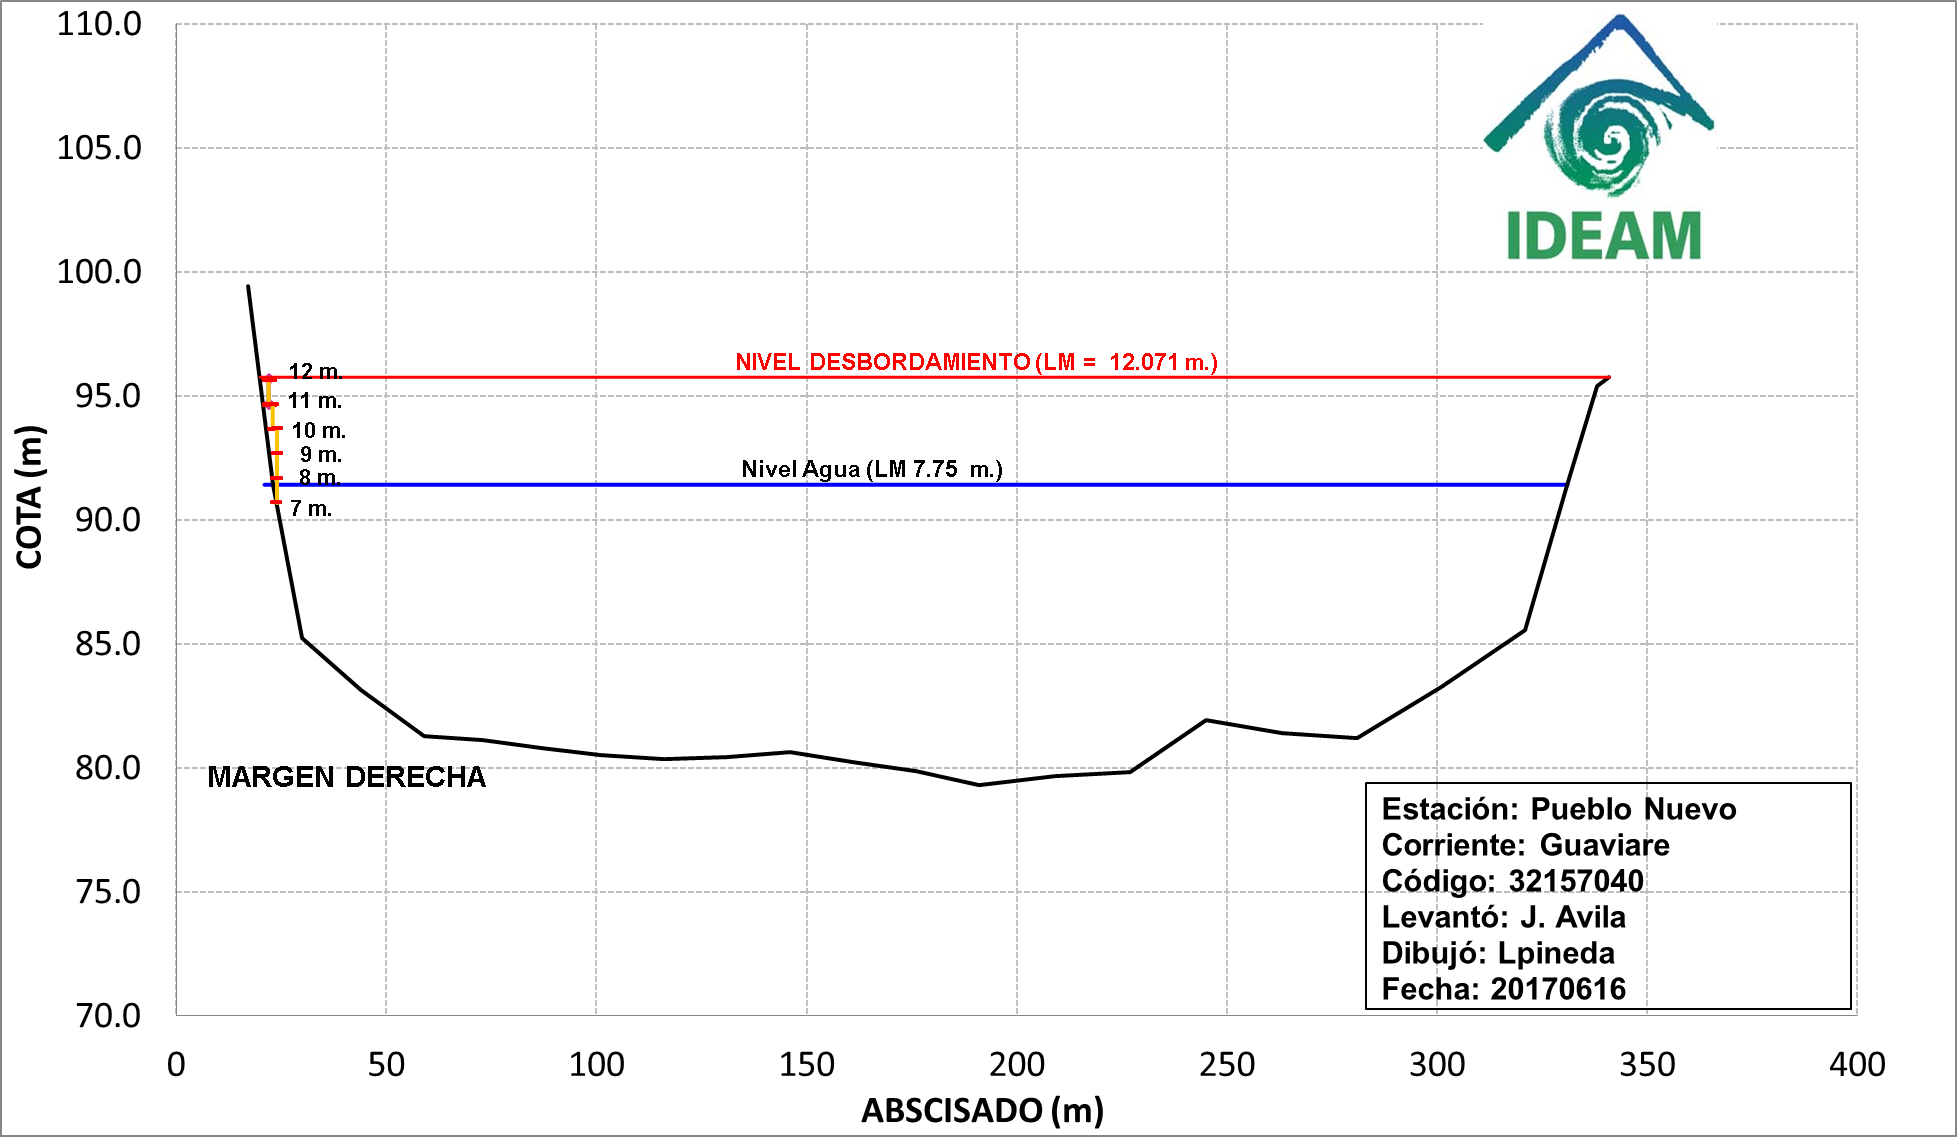 110.0
105.0
100.0
95.0
90.0
85.0
80.0
75.0
70.0
COTA (m)
IDEAM
NIVEL DESBORDAMIENTO (LM = 12.071 m.)
12 m.
11 m.
10 m.
9 m.
8 m.
7 m.
Nivel Agua (LM 7.75 m.)
MARGEN DERECHA
Estación: Pueblo Nuevo
Corriente: Guaviare
Código: 32157040
Levantó: J. Avila
Dibujó: Lpineda
Fecha: 20170616
0 50 100 150 200 250 300 350 400
ABSCISADO (m)